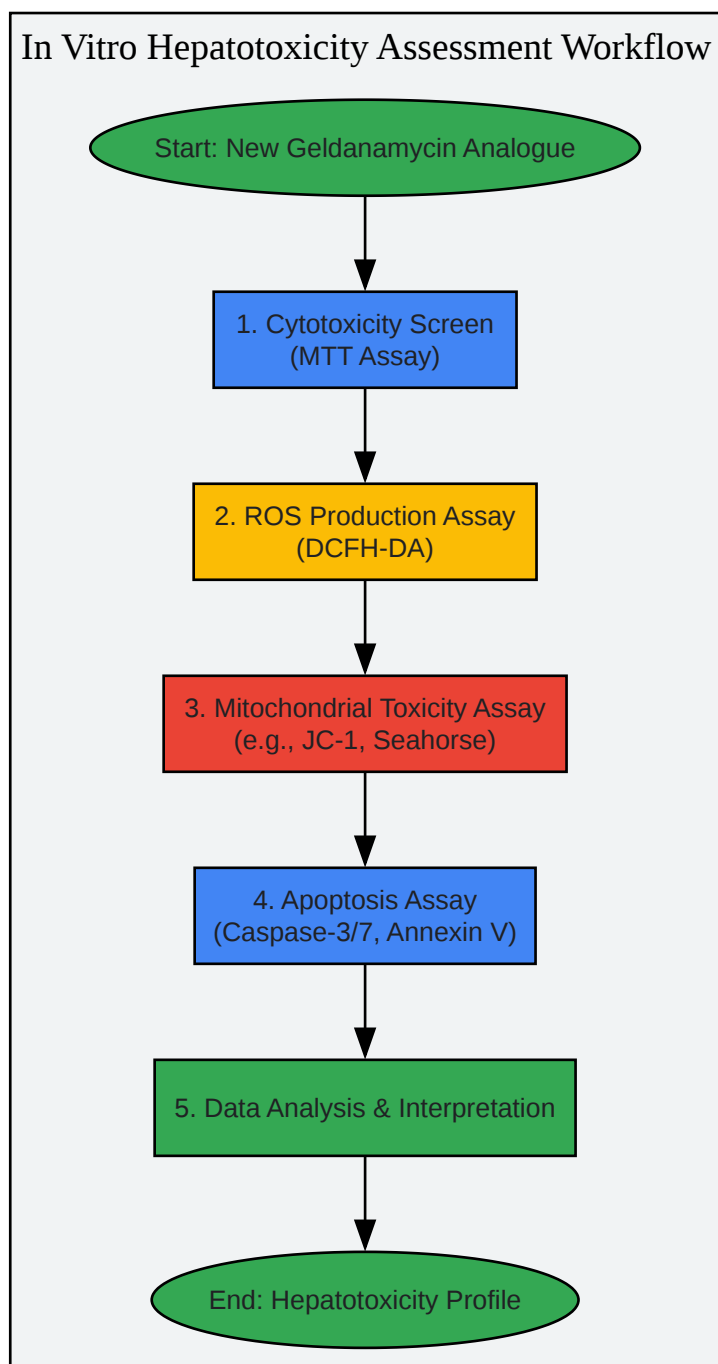 In Vitro Hepatotoxicity Assessment Workflow
Start: New Geldanamycin Analogue
1. Cytotoxicity Screen
(MTT Assay)
2. ROS Production Assay
(DCFH-DA)
3. Mitochondrial Toxicity Assay
(e.g., JC-1, Seahorse)
4. Apoptosis Assay
(Caspase-3/7, Annexin V)
5. Data Analysis & Interpretation
End: Hepatotoxicity Profile